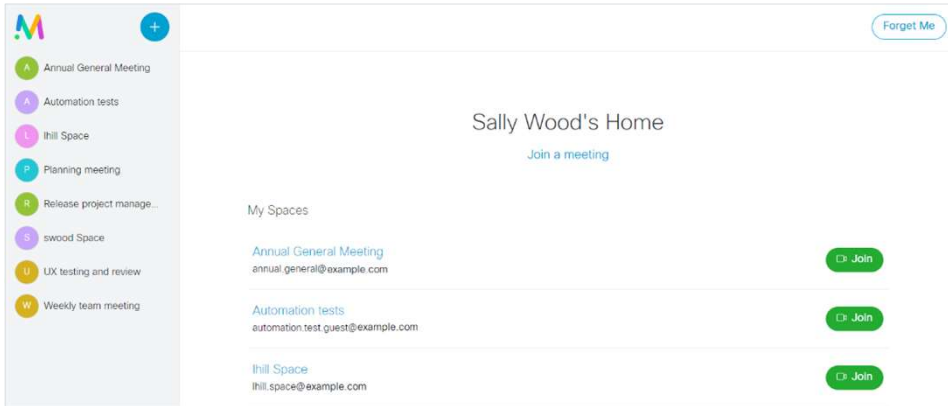 M
+
Forget Me
A Annual General Meeting
A Automation tests
L lhill Space
P Planning meeting
R Release project manage...
S swood Space
U UX testing and review
W Weekly team meeting
Sally Wood's Home
Join a meeting
My Spaces
Annual General Meeting
annual.general@example.com
Join
Automation tests
automation.test.guest@example.com
Join
lhill Space
lhill.space@example.com
Join